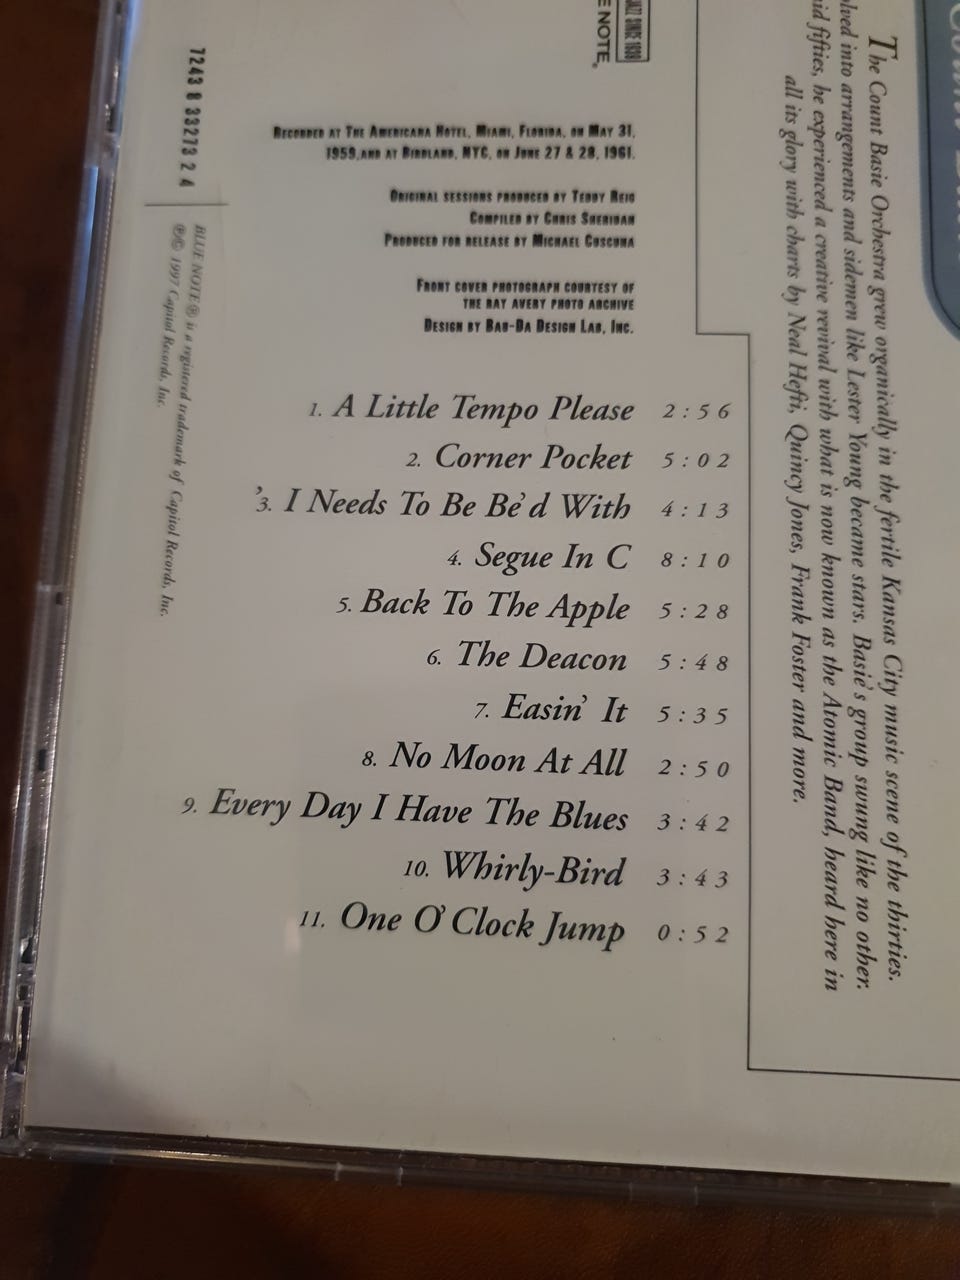 JAZZ SINCE 1939
E NOTE.
7243 8 33273 2 4
RECORDED AT THE AMERICANA HOTEL, MIAMI, FLORIDA, ON MAY 31,
1959,AND AT BIRDLAND, NYC, ON JUNE 27 & 28, 1961.
ORIGINAL SESSIONS PRODUCED BY TEDDY REIG
COMPILED BY CHRIS SHERIDAN
PRODUCED FOR RELEASE BY MICHAEL CUSCUNA
FRONT COVER PHOTOGRAPH COURTESY OF
THE RAY AVERY PHOTO ARCHIVE
DESIGN BY BAU-DA DESIGN LAB, INC.
1. A Little Tempo Please 2:56
2. Corner Pocket 5:02
'3. I Needs To Be Be'd With 4:13
4. Segue In C 8:10
5. Back To The Apple 5:28
6. The Deacon 5:48
7. Easin' It 5:35
8. No Moon At All 2:50
9. Every Day I Have The Blues 3:42
10. Whirly-Bird 3:43
11. One O'Clock Jump 0:52
BLUE NOTE® is a registered trademark of Capitol Records, Inc.
℗© 1997 Capitol Records, Inc.
The Count Basie Orchestra grew organically in the fertile Kansas City music scene of the thirties.
olved into arrangements and sidemen like Lester Young became stars. Basie's group swung like no other.
id fifties, he experienced a creative revival with what is now known as the Atomic Band, heard here in
all its glory with charts by Neal Hefti, Quincy Jones, Frank Foster and more.